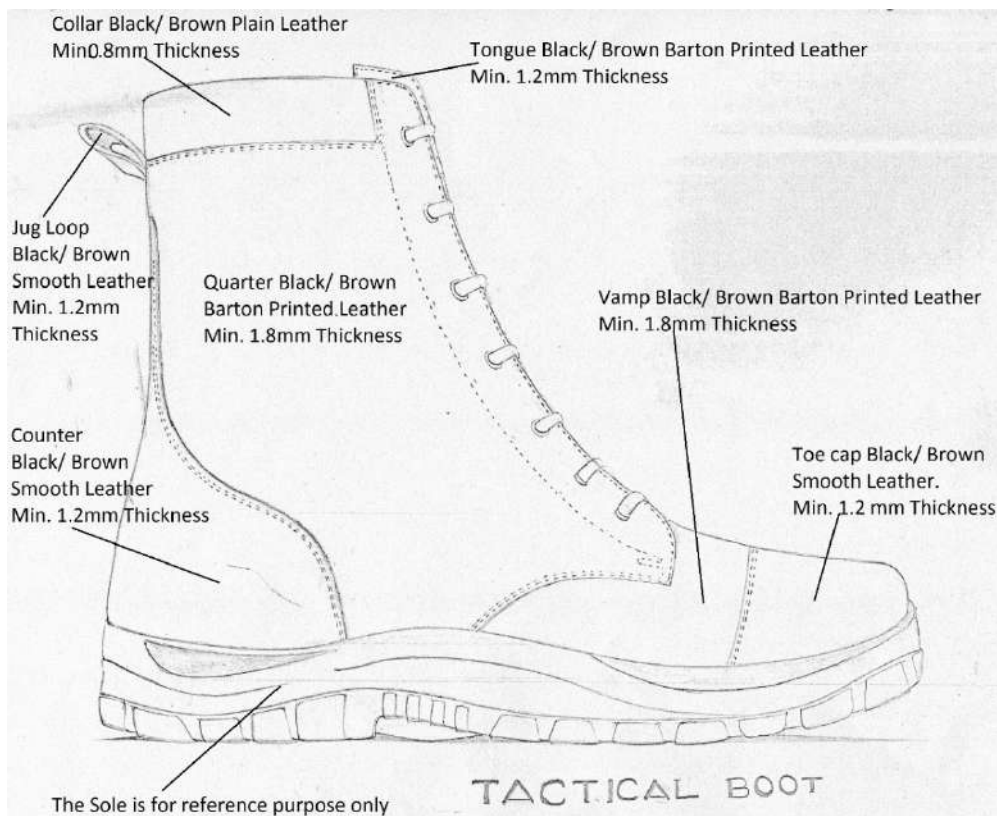 Collar Black/ Brown Plain Leather
Min0.8mm Thickness
Tongue Black/ Brown Barton Printed Leather
Min. 1.2mm Thickness
Jug Loop
Black/ Brown
Smooth Leather
Min. 1.2mm
Thickness
Quarter Black/ Brown
Barton Printed.Leather
Min. 1.8mm Thickness
Vamp Black/ Brown Barton Printed Leather
Min. 1.8mm Thickness
Counter
Black/ Brown
Smooth Leather
Min. 1.2mm Thickness
Toe cap Black/ Brown
Smooth Leather.
Min. 1.2 mm Thickness
TACTICAL BOOT
The Sole is for reference purpose only